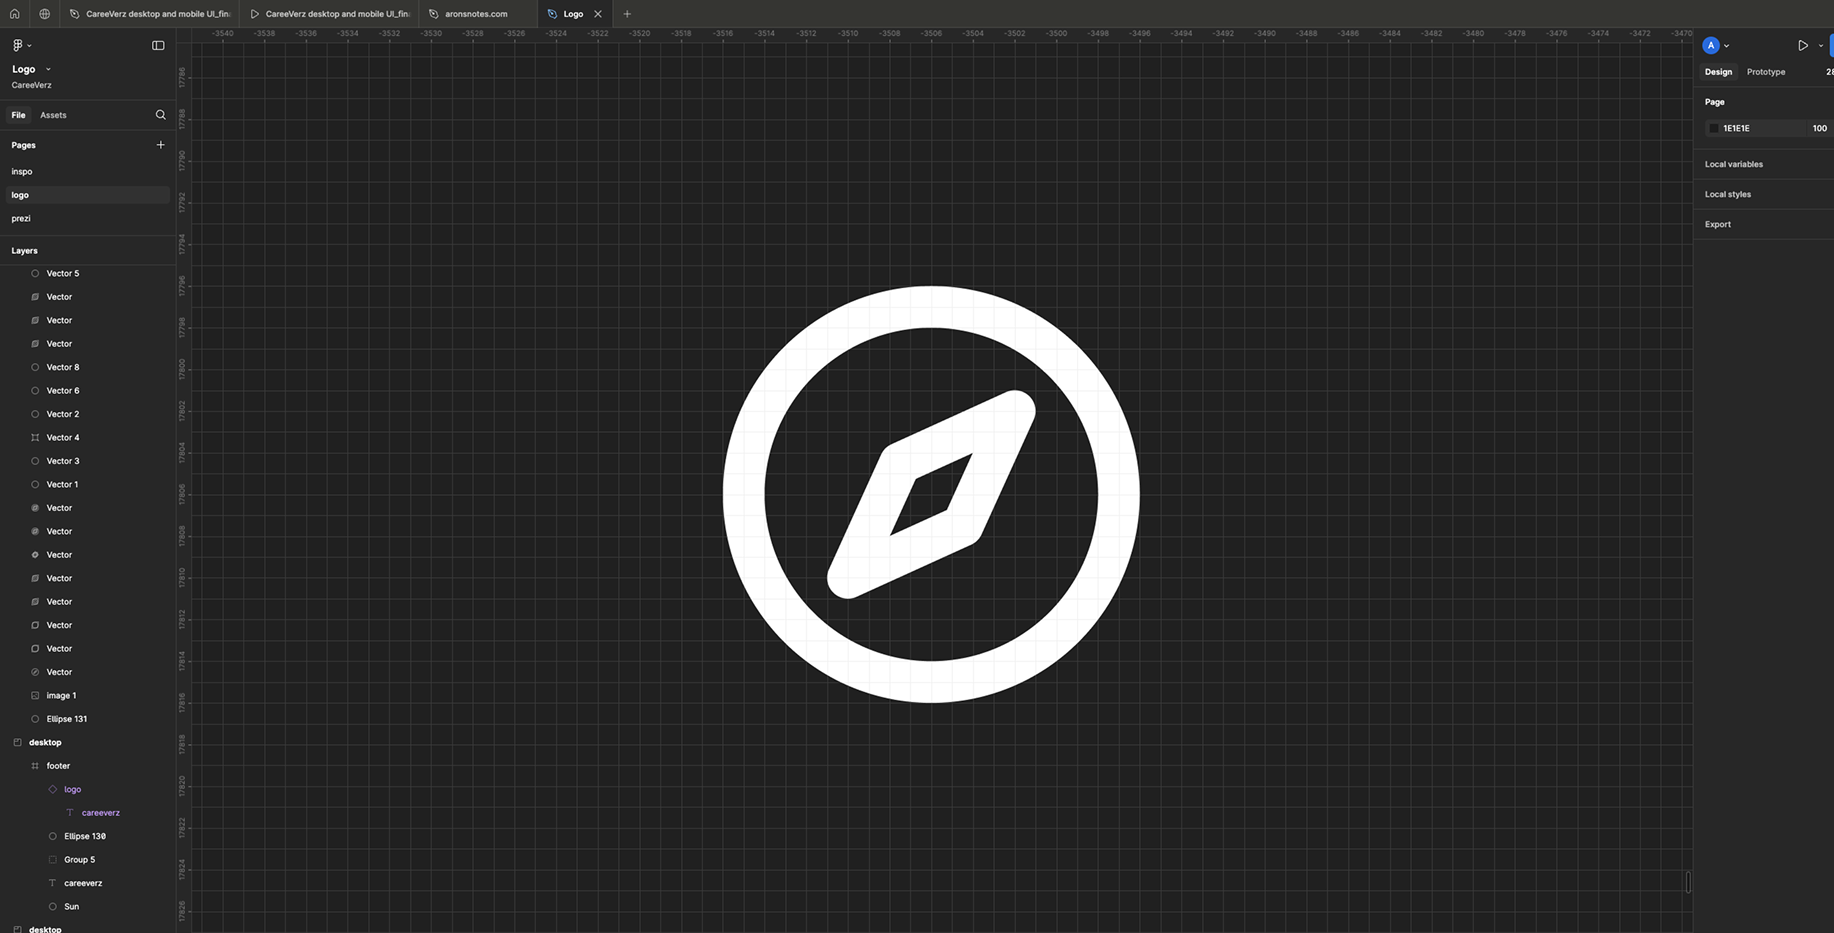 CareeVerz desktop and mobile UI_fin
CareeVerz desktop and mobile UI_fin
aronsnotes.com
Logo
-3540 -3538 -3536 -3534 -3532 -3530 -3528 -3526 -3524 -3522 -3520 -3518 -3516 -3514 -3512 -3510 -3508 -3506 -3504 -3502 -3500 -3498 -3496 -3494 -3492 -3490 -3488 -3486 -3484 -3482 -3480 -3478 -3476 -3474 -3472 -3470
Logo
CareeVerz
File Assets
Pages
inspo
logo
prezi
Layers
Vector 5
Vector
Vector
Vector
Vector 8
Vector 6
Vector 2
Vector 4
Vector 3
Vector 1
Vector
Vector
Vector
Vector
Vector
Vector
Vector
Vector
image 1
Ellipse 131
desktop
footer
logo
careeverz
Ellipse 130
Group 5
careeverz
Sun
desktop
17786
17788
17790
17792
17794
17796
17798
17800
17802
17804
17806
17808
17810
17812
17814
17816
17818
17820
17822
17824
17826
A
Design Prototype 28
Page
1E1E1E 100
Local variables
Local styles
Export